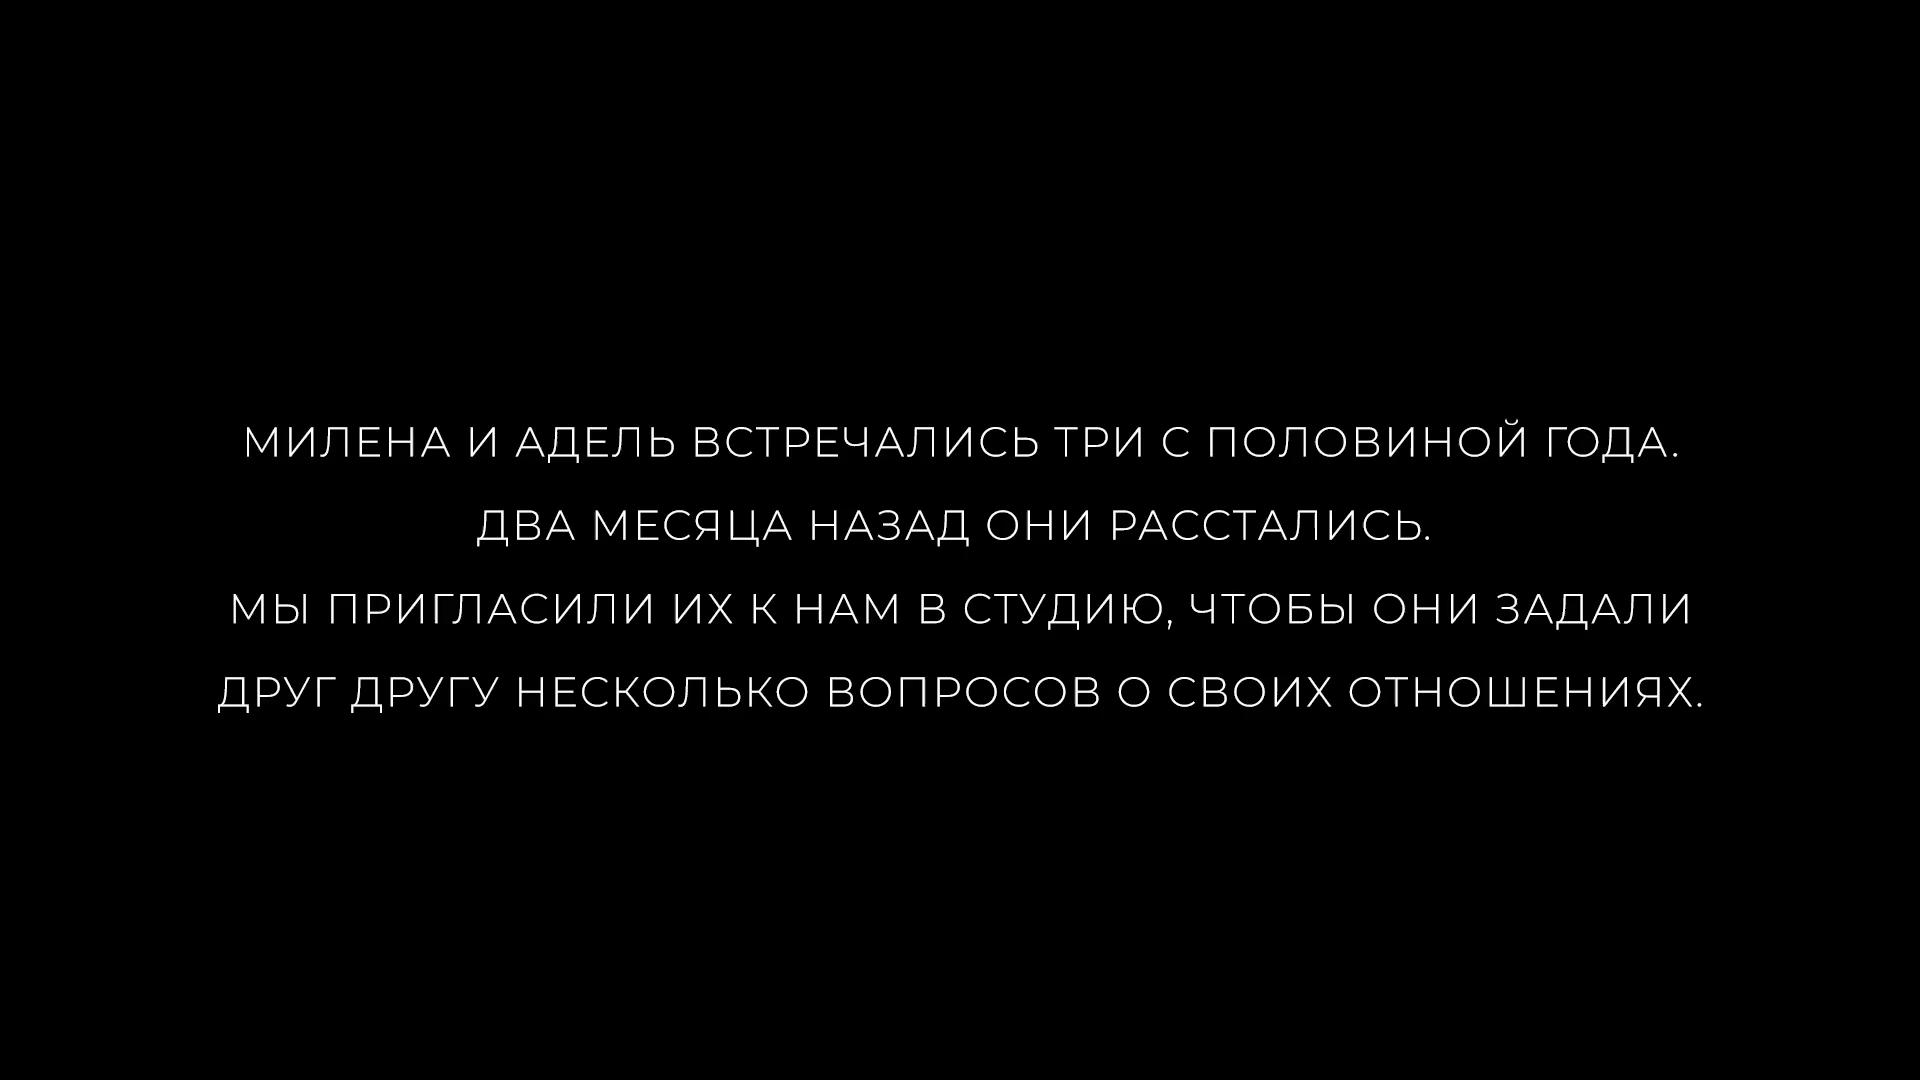 МИЛЕНА И АДЕЛЬ ВСТРЕЧАЛИСЬ ТРИ С ПОЛОВИНОЙ ГОДА.
ДВА МЕСЯЦА НАЗАД ОНИ РАССТАЛИСЬ.
МЫ ПРИГЛАСИЛИ ИХ К НАМ В СТУДИЮ, ЧТОБЫ ОНИ ЗАДАЛИ
ДРУГ ДРУГУ НЕСКОЛЬКО ВОПРОСОВ О СВОИХ ОТНОШЕНИЯХ.